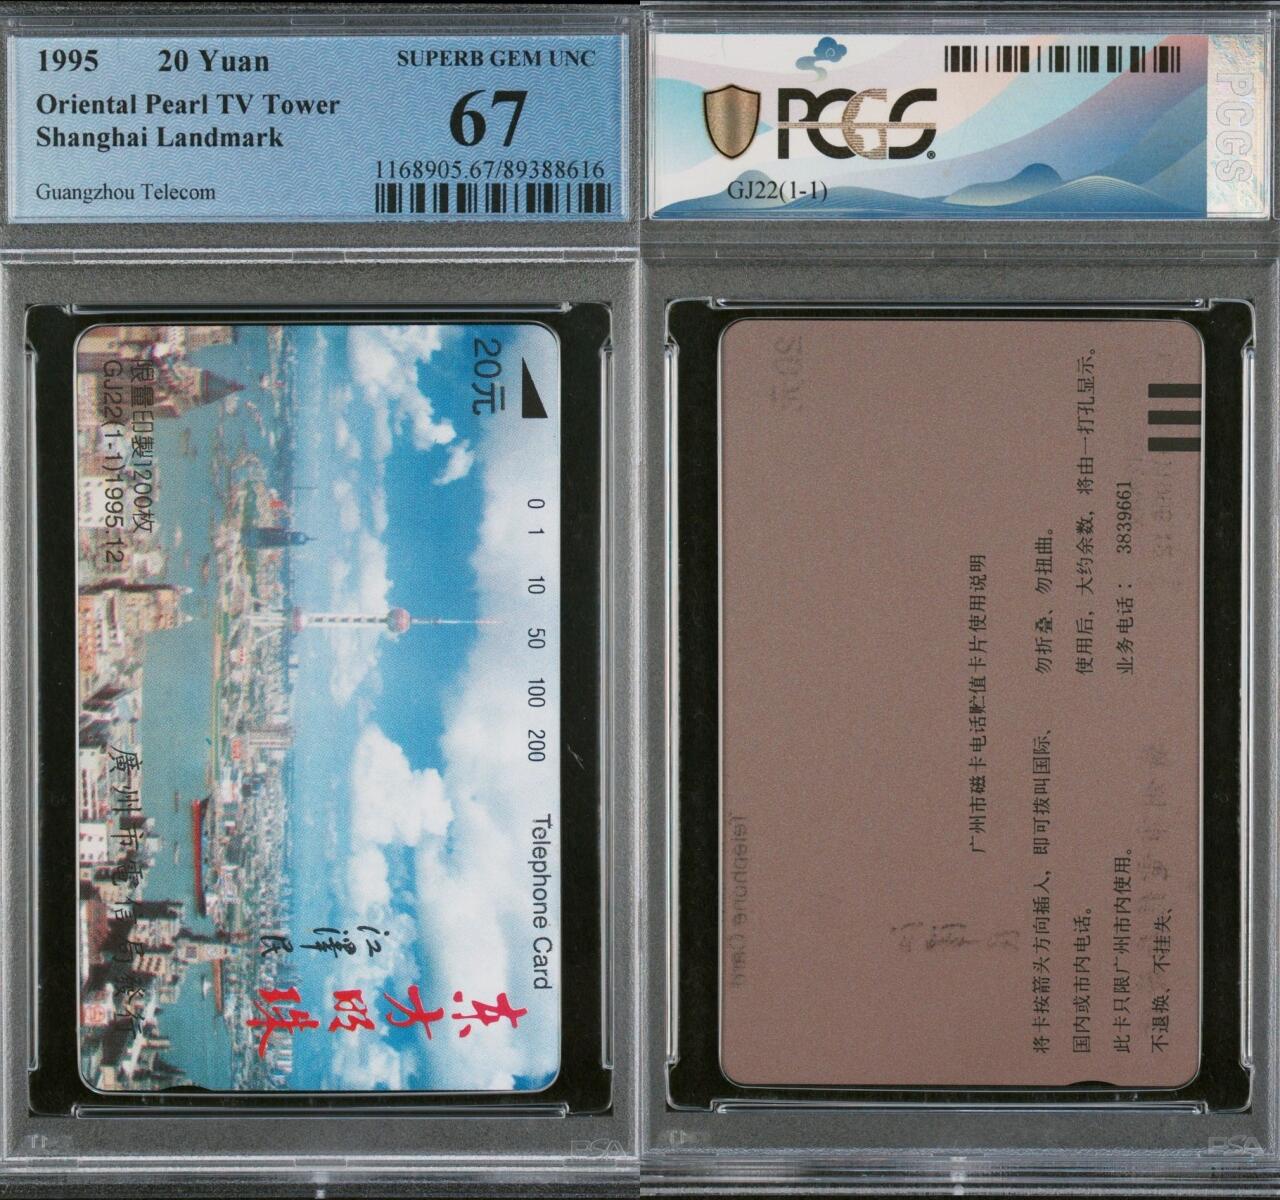 1995 20 Yuan
Oriental Pearl TV Tower
Shanghai Landmark
Guangzhou Telecom
SUPERB GEM UNC
67
1168905.67/89388616
PCGS
GJ22(1-1)
PCGS
20元
0 1 10 50 100 200
Telephone Card
东方明珠
江澤民
限量印製1200枚
GJ22(1-1)1995.12
廣州市電信局發行
PSA
广州市磁卡电话贮值卡片使用说明
将卡按箭头方向插人，即可拨叫国际、
国内或市内电话。
此卡只限广州市内使用。
不退换、不挂失、
勿折叠、勿扭曲。
使用后，大约余数，将由一打孔显示。
业务电话： 3839661
PSA